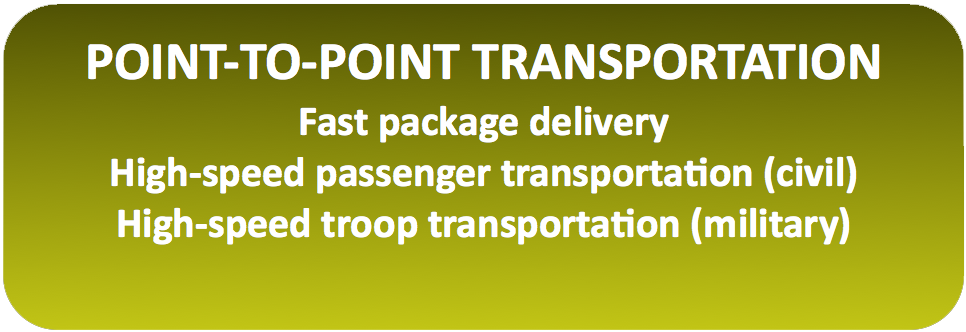 POINT-TO-POINT TRANSPORTATION
Fast package delivery
High-speed passenger transportation (civil)
High-speed troop transportation (military)